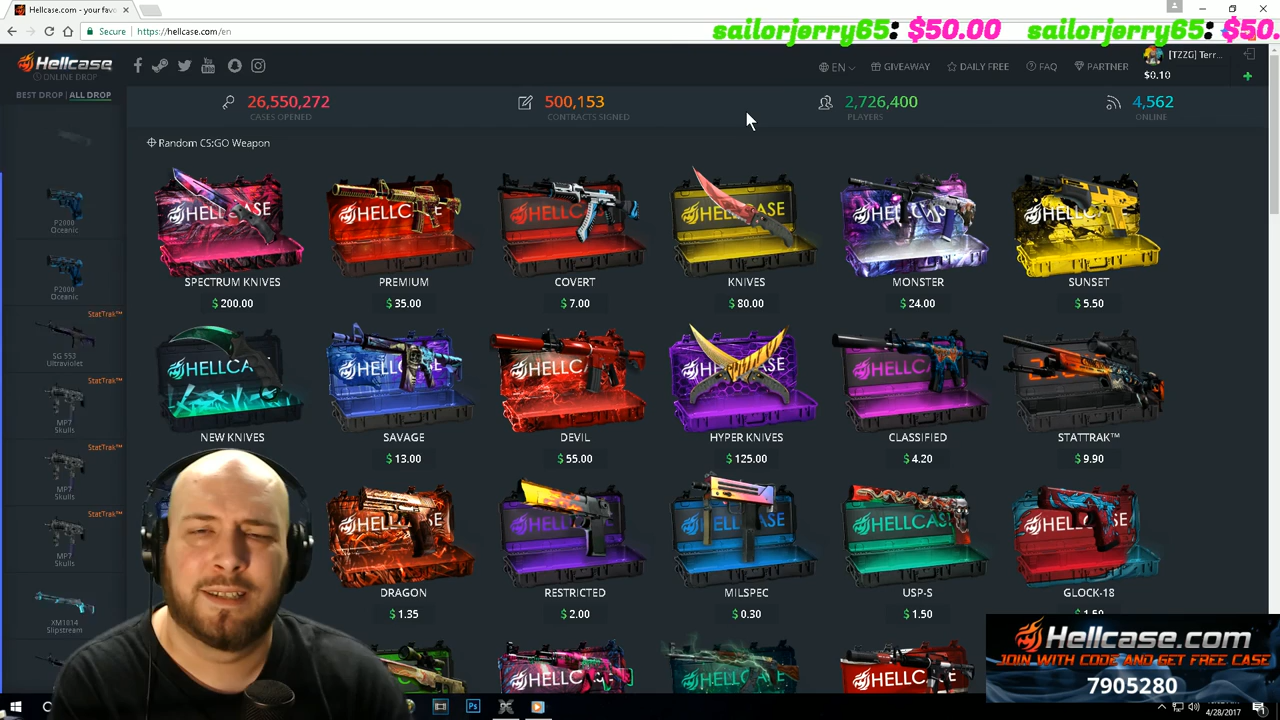 Hellcase.com - your favo
Secure | https://hellcase.com/en
sailorjerry65: $50.00 sailorjerry65: $50.
Hellcase
ONLINE DROP
EN
GIVEAWAY
DAILY FREE
FAQ
PARTNER
[TZZG] Terr...
$0.10
BEST DROP | ALL DROP
26,550,272
CASES OPENED
500,153
CONTRACTS SIGNED
2,726,400
PLAYERS
4,562
ONLINE
Random CS:GO Weapon
SPECTRUM KNIVES
$ 200.00
PREMIUM
$ 35.00
COVERT
$ 7.00
KNIVES
$ 80.00
MONSTER
$ 24.00
SUNSET
$ 5.50
NEW KNIVES
SAVAGE
$ 13.00
DEVIL
$ 55.00
HYPER KNIVES
$ 125.00
CLASSIFIED
$ 4.20
STATTRAK™
$ 9.90
DRAGON
$ 1.35
RESTRICTED
$ 2.00
MILSPEC
$ 0.30
USP-S
$ 1.50
GLOCK-18
P2000
Oceanic
P2000
Oceanic
StatTrak™
SG 553
Ultraviolet
StatTrak™
MP7
Skulls
StatTrak™
MP7
Skulls
StatTrak™
MP7
Skulls
XM1014
Slipstream
Hellcase.com
JOIN WITH CODE AND GET FREE CASE
7905280
4/28/2017